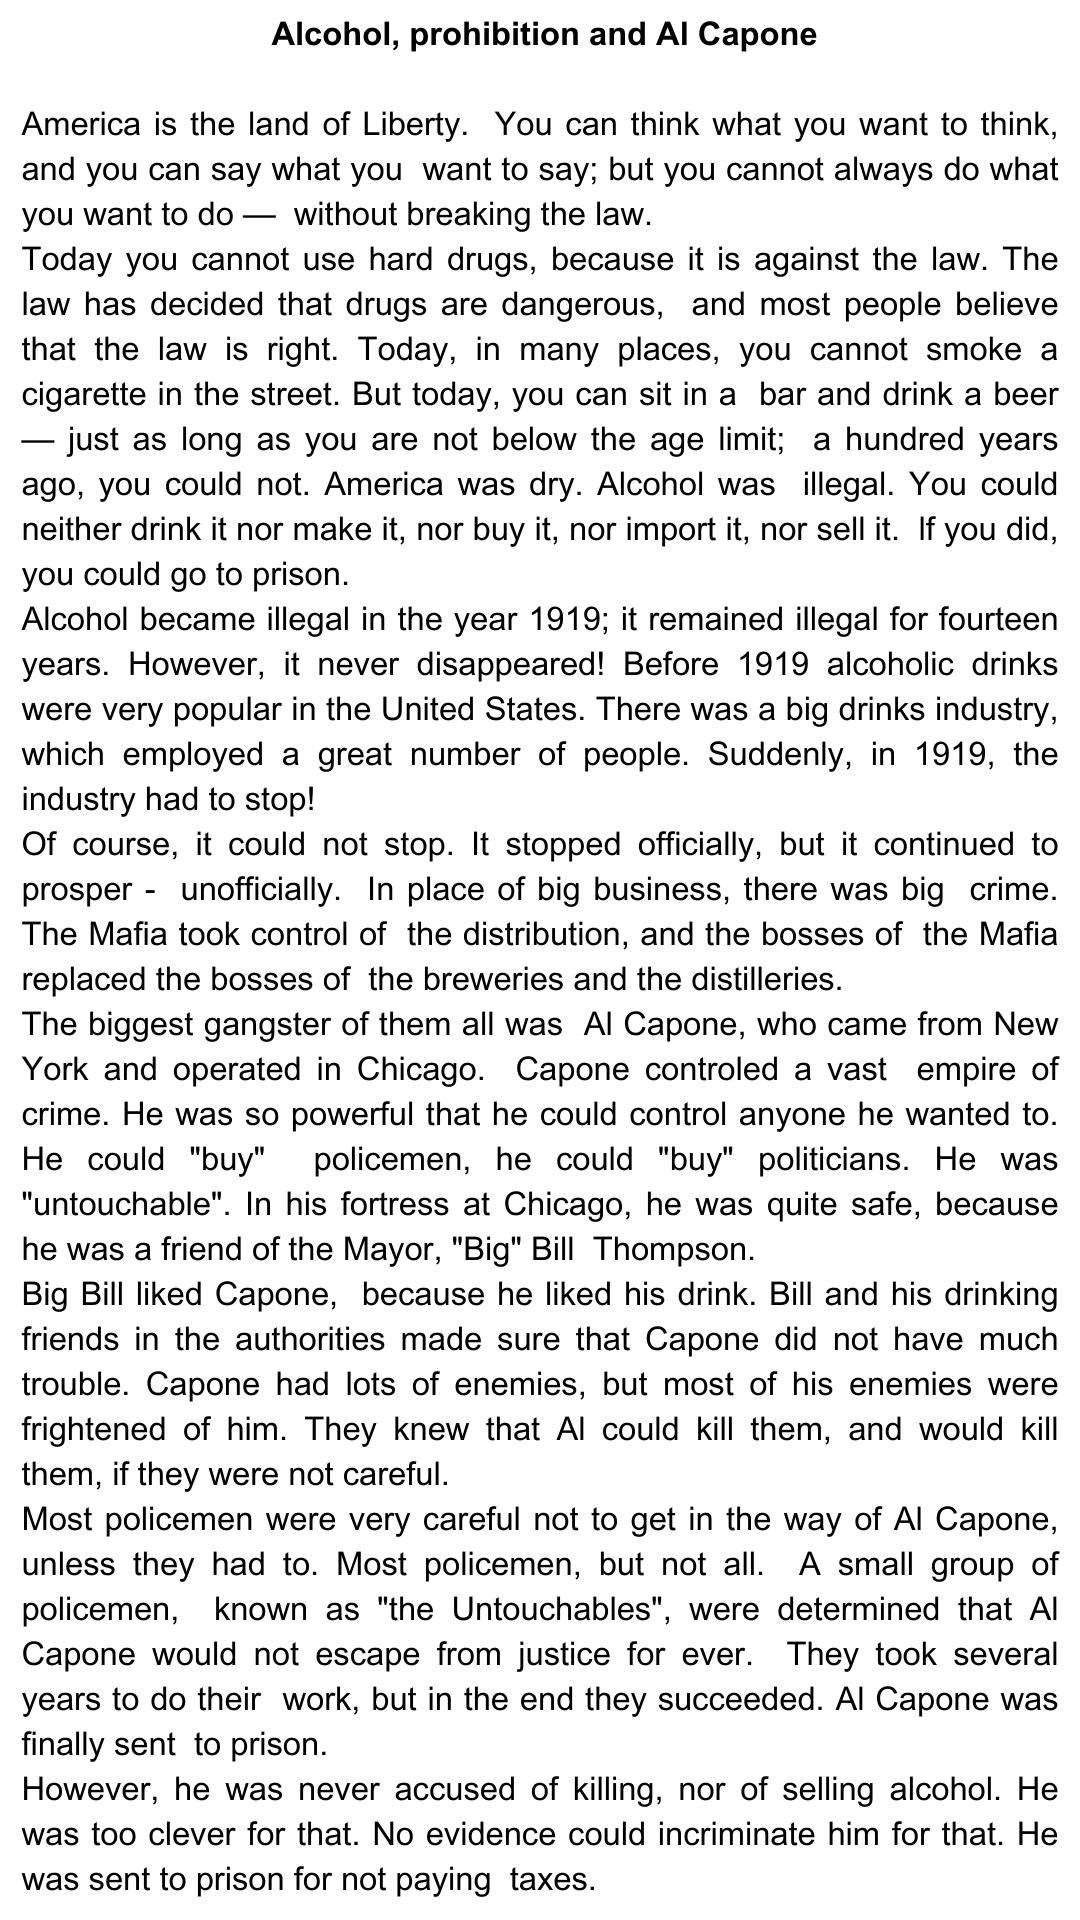 Alcohol, prohibition and Al Capone
America is the land of Liberty. You can think what you want to think,
and you can say what you want to say; but you cannot always do what
you want to do — without breaking the law.
Today you cannot use hard drugs, because it is against the law. The
law has decided that drugs are dangerous, and most people believe
that the law is right. Today, in many places, you cannot smoke a
cigarette in the street. But today, you can sit in a bar and drink a beer
— just as long as you are not below the age limit; a hundred years
ago, you could not. America was dry. Alcohol was illegal. You could
neither drink it nor make it, nor buy it, nor import it, nor sell it. If you did,
you could go to prison.
Alcohol became illegal in the year 1919; it remained illegal for fourteen
years. However, it never disappeared! Before 1919 alcoholic drinks
were very popular in the United States. There was a big drinks industry,
which employed a great number of people. Suddenly, in 1919, the
industry had to stop!
Of course, it could not stop. It stopped officially, but it continued to
prosper - unofficially. In place of big business, there was big crime.
The Mafia took control of the distribution, and the bosses of the Mafia
replaced the bosses of the breweries and the distilleries.
The biggest gangster of them all was Al Capone, who came from New
York and operated in Chicago. Capone controled a vast empire of
crime. He was so powerful that he could control anyone he wanted to.
He could "buy" policemen, he could "buy" politicians. He was
"untouchable". In his fortress at Chicago, he was quite safe, because
he was a friend of the Mayor, "Big" Bill Thompson.
Big Bill liked Capone, because he liked his drink. Bill and his drinking
friends in the authorities made sure that Capone did not have much
trouble. Capone had lots of enemies, but most of his enemies were
frightened of him. They knew that Al could kill them, and would kill
them, if they were not careful.
Most policemen were very careful not to get in the way of Al Capone,
unless they had to. Most policemen, but not all. A small group of
policemen, known as "the Untouchables", were determined that Al
Capone would not escape from justice for ever. They took several
years to do their work, but in the end they succeeded. Al Capone was
finally sent to prison.
However, he was never accused of killing, nor of selling alcohol. He
was too clever for that. No evidence could incriminate him for that. He
was sent to prison for not paying taxes.